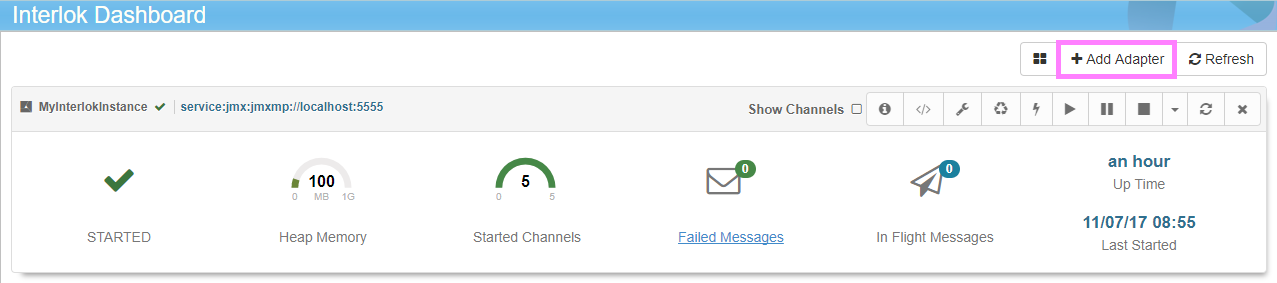 Interlok Dashboard
Add Adapter Refresh
MyInterlokInstance service:jmx:jmxmp://localhost:5555 Show Channels
100 5 0 0 an hour
0 MB 1G 0 5 Up Time
11/07/17 08:55
STARTED Heap Memory Started Channels Failed Messages In Flight Messages Last Started